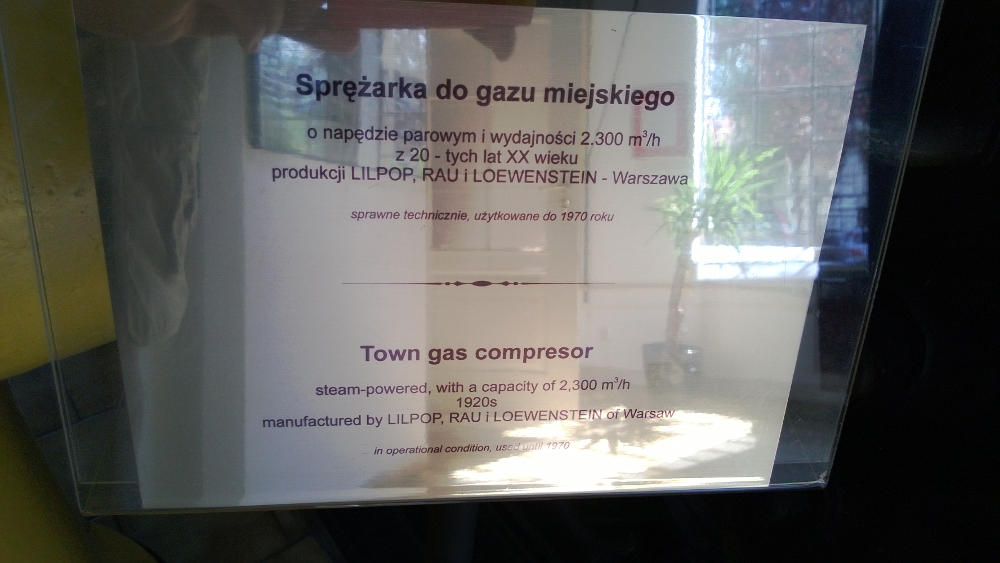 Sprężarka do gazu miejskiego
o napędzie parowym i wydajności 2.300 m³/h
z 20 - tych lat XX wieku
produkcji LILPOP, RAU i LOEWENSTEIN - Warszawa
sprawne technicznie, użytkowane do 1970 roku
Town gas compresor
steam-powered, with a capacity of 2,300 m³/h
1920s
manufactured by LILPOP, RAU i LOEWENSTEIN of Warsaw
in operational condition, used until 1970